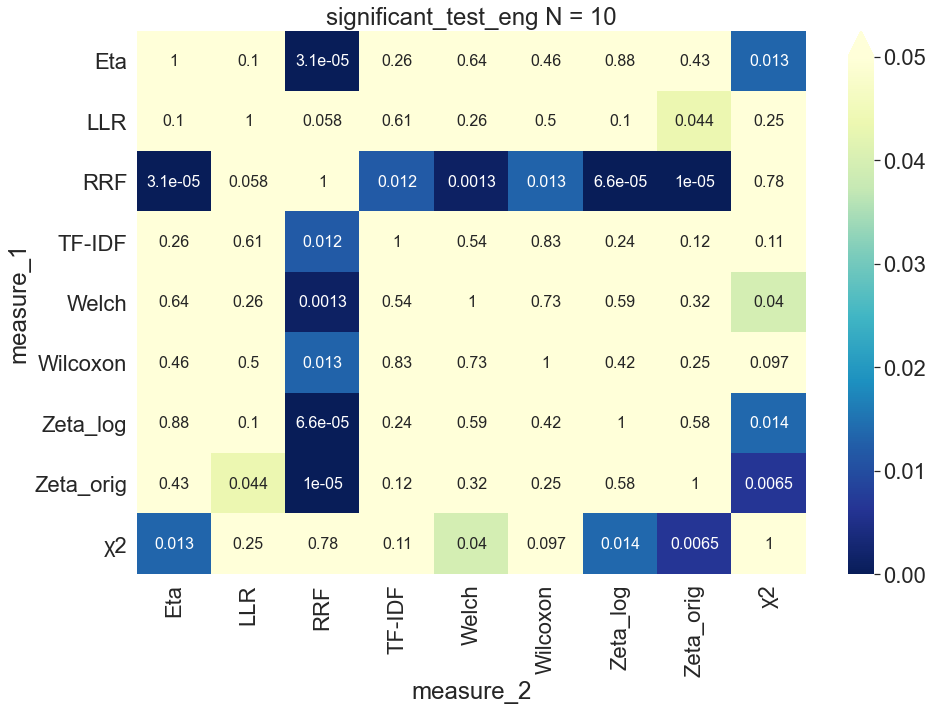 significant_test_eng N = 10
measure_1
Eta 1 0.1 3.1e-05 0.26 0.64 0.46 0.88 0.43 0.013
LLR 0.1 1 0.058 0.61 0.26 0.5 0.1 0.044 0.25
RRF 3.1e-05 0.058 1 0.012 0.0013 0.013 6.6e-05 1e-05 0.78
TF-IDF 0.26 0.61 0.012 1 0.54 0.83 0.24 0.12 0.11
Welch 0.64 0.26 0.0013 0.54 1 0.73 0.59 0.32 0.04
Wilcoxon 0.46 0.5 0.013 0.83 0.73 1 0.42 0.25 0.097
Zeta_log 0.88 0.1 6.6e-05 0.24 0.59 0.42 1 0.58 0.014
Zeta_orig 0.43 0.044 1e-05 0.12 0.32 0.25 0.58 1 0.0065
χ2 0.013 0.25 0.78 0.11 0.04 0.097 0.014 0.0065 1
Eta LLR RRF TF-IDF Welch Wilcoxon Zeta_log Zeta_orig χ2
measure_2
0.05
0.04
0.03
0.02
0.01
0.00